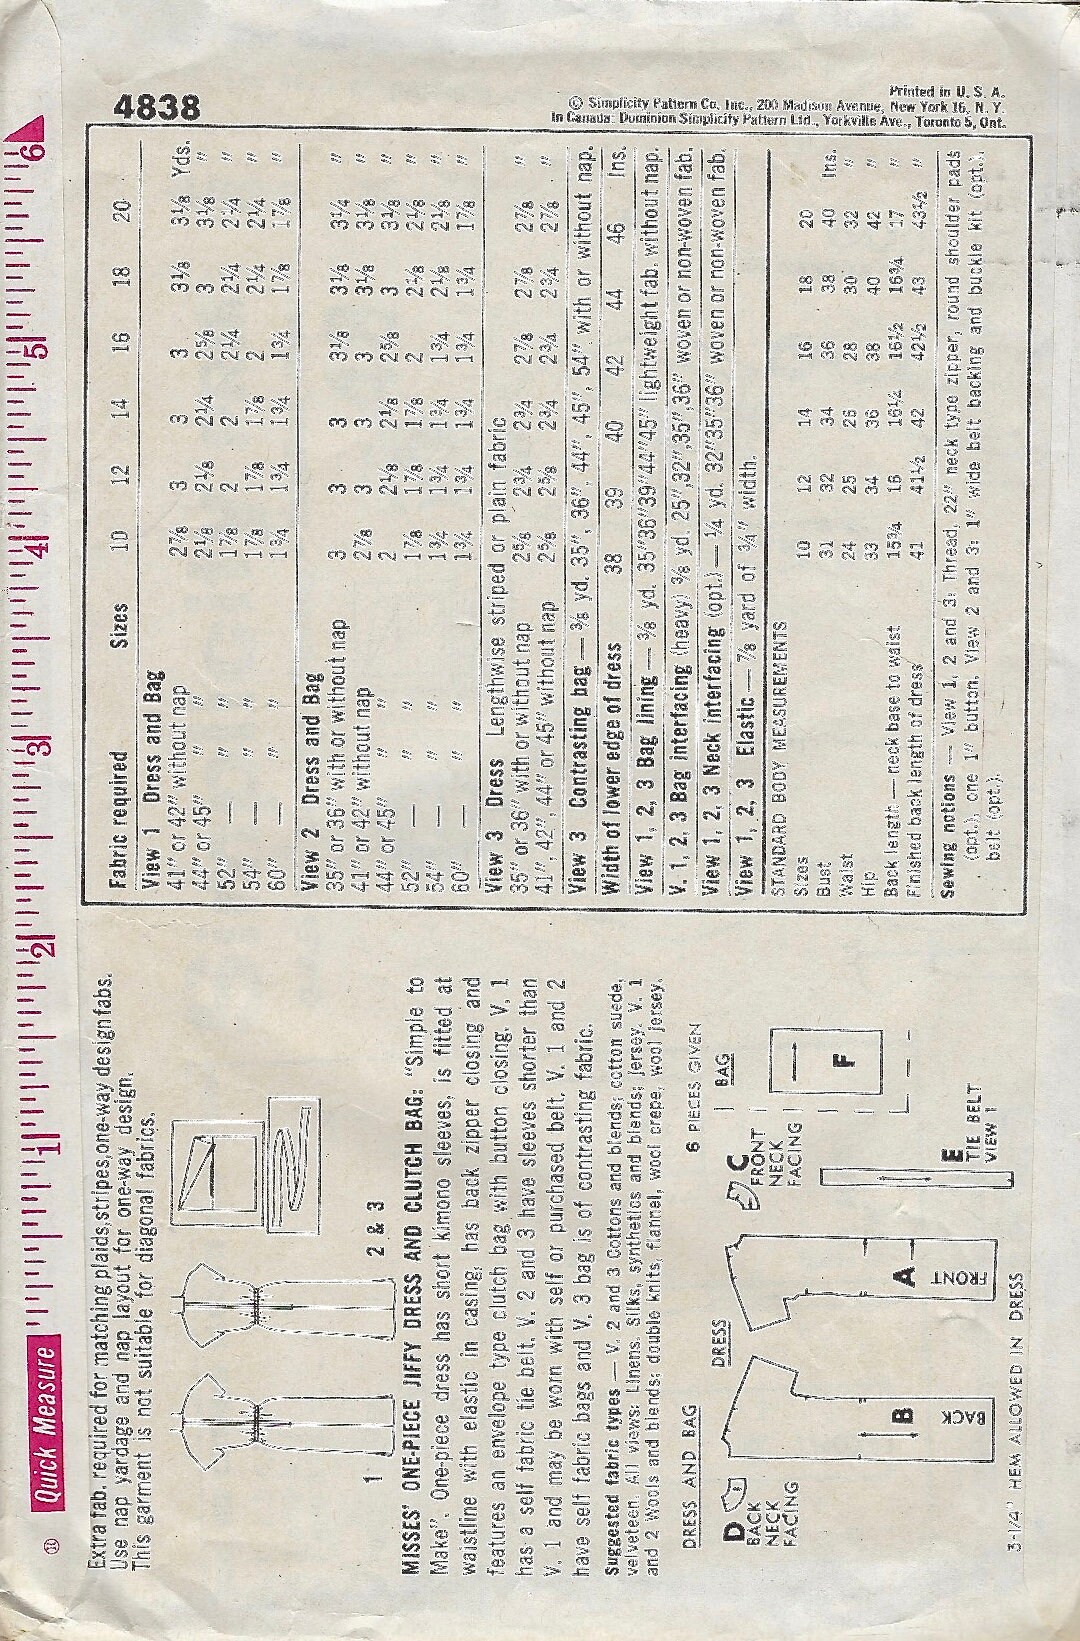 4838
Printed in U. S. A.
© Simplicity Pattern Co. Inc., 200 Madison Avenue, New York 16, N. Y.
In Canada: Dominion Simplicity Pattern Ltd., Yorkville Ave., Toronto 5, Ont.
Quick Measure
1 2 3 4 5 6
Extra fab. required for matching plaids,stripes,one-way design fabs.
Use nap yardage and nap layout for one-way design.
This garment is not suitable for diagonal fabrics.
1
2 & 3
MISSES' ONE-PIECE JIFFY DRESS AND CLUTCH BAG: "Simple to
Make". One-piece dress has short kimono sleeves, is fitted at
waistline with elastic in casing, has back zipper closing and
features an envelope type clutch bag with button closing. V. 1
has a self fabric tie belt. V. 2 and 3 have sleeves shorter than
V. 1 and may be worn with self or purchased belt. V. 1 and 2
have self fabric bags and V. 3 bag is of contrasting fabric.
Suggested fabric types — V. 2 and 3 Cottons and blends; cotton suede,
velveteen. All views: Linens. Silks, synthetics and blends; jersey. V. 1
and 2 Wools and blends; double knits, flannel, wool crepe, wool jersey.
6 PIECES GIVEN
DRESS AND BAG
DRESS
BAG
D
BACK
NECK
FACING
B
BACK
A
FRONT
C
FRONT
NECK
FACING
E
TIE BELT
VIEW 1
F
3-1/4" HEM ALLOWED IN DRESS
Fabric required Sizes 10 12 14 16 18 20
View 1 Dress and Bag
41" or 42" without nap 2⅞ 3 3 3 3⅛ 3⅛ Yds.
44" or 45" " " 2⅛ 2⅛ 2¼ 2⅝ 3 3⅛ "
52" — " 1⅞ 2 2 2¼ 2¼ 2¼ "
54" — " 1⅞ 1⅞ 1⅞ 2 2¼ 2¼ "
60" — " 1¾ 1¾ 1¾ 1¾ 1⅞ 1⅞ "
View 2 Dress and Bag
35" or 36" with or without nap 3 3 3 3⅛ 3⅛ 3¼ "
41" or 42" without nap 2⅞ 3 3 3 3⅛ 3⅛ "
44" or 45" " " 2 2⅛ 2⅛ 2⅝ 3 3⅛ "
52" — " " 1⅞ 1⅞ 1⅞ 2 2⅛ 2⅛ "
54" — " " 1¾ 1¾ 1¾ 1¾ 2⅛ 2⅛ "
60" — " " 1¾ 1¾ 1¾ 1¾ 1¾ 1⅞ "
View 3 Dress Lengthwise striped or plain fabric
35" or 36" with or without nap 2⅝ 2¾ 2¾ 2⅞ 2⅞ 2⅞ "
41", 42", 44" or 45" without nap 2⅝ 2⅝ 2¾ 2¾ 2¾ 2⅞ "
View 3 Contrasting bag — ⅜ yd. 35", 36", 44", 45", 54" with or without nap.
Width of lower edge of dress 38 39 40 42 44 46 Ins.
View 1, 2, 3 Bag lining — ⅜ yd. 35"36"39"44"45" lightweight fab. without nap.
V. 1, 2, 3 Bag interfacing (heavy) ⅜ yd. 25",32",35",36" woven or non-woven fab.
View 1, 2, 3 Neck interfacing (opt.) — ¼ yd. 32"35"36" woven or non-woven fab.
View 1, 2, 3 Elastic — ⅞ yard of ¾" width.
STANDARD BODY MEASUREMENTS
Sizes 10 12 14 16 18 20
Bust 31 32 34 36 38 40 Ins.
Waist 24 25 26 28 30 32 "
Hip 33 34 36 38 40 42 "
Back length — neck base to waist 15¾ 16 16¼ 16½ 16¾ 17 "
Finished back length of dress 41 41½ 42 42½ 43 43½ "
Sewing notions — View 1, 2 and 3: Thread, 22" neck type zipper, round shoulder pads
(opt.), one 1" button. View 2 and 3: 1" wide belt backing and buckle kit (opt.),
belt (opt.).